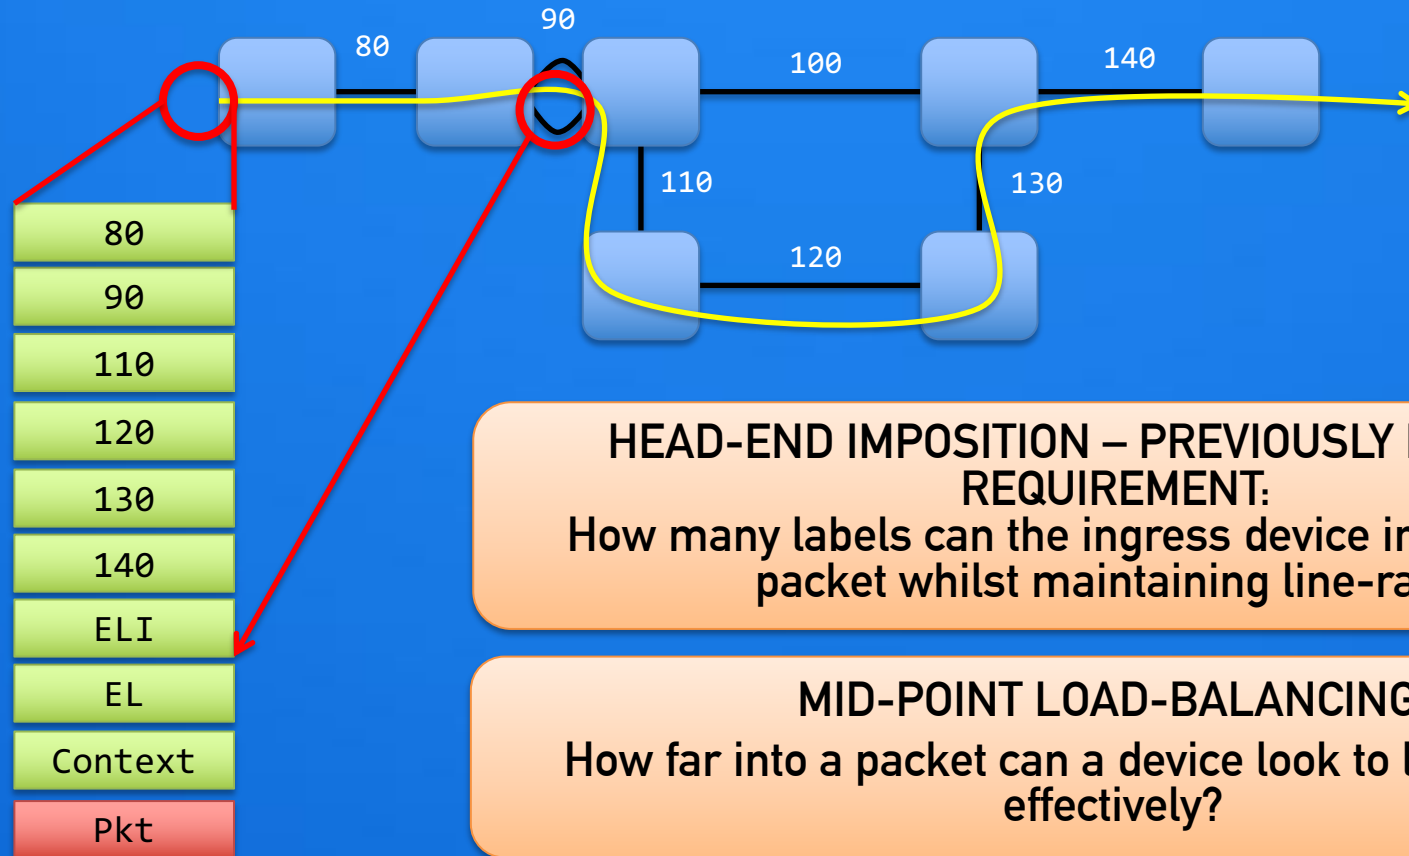 90
80
100
140
110
130
120
80
90
110
120
130
140
ELI
EL
Context
Pkt
HEAD-END IMPOSITION – PREVIOUSLY
REQUIREMENT:
How many labels can the ingress device
packet whilst maintaining
MID-POINT LOAD-BALANCING
How far into a packet can a device look to
effectively?